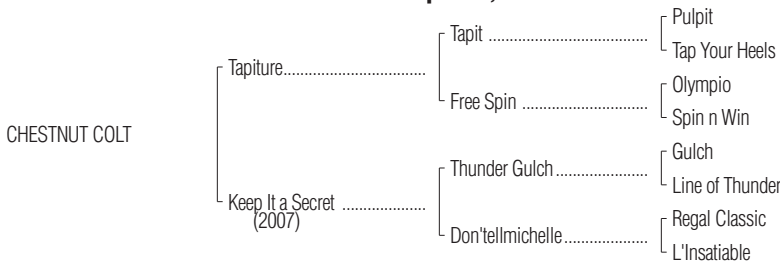 Pulpit
Tapit ......................................
Tap Your Heels
Tapiture..................................
Olympio
Free Spin ..............................
Spin n Win
CHESTNUT COLT
Gulch
Thunder Gulch ......................
Line of Thunder
Keep It a Secret ....................
(2007)
Regal Classic
Don'tellmichelle ....................
L'Insatiable